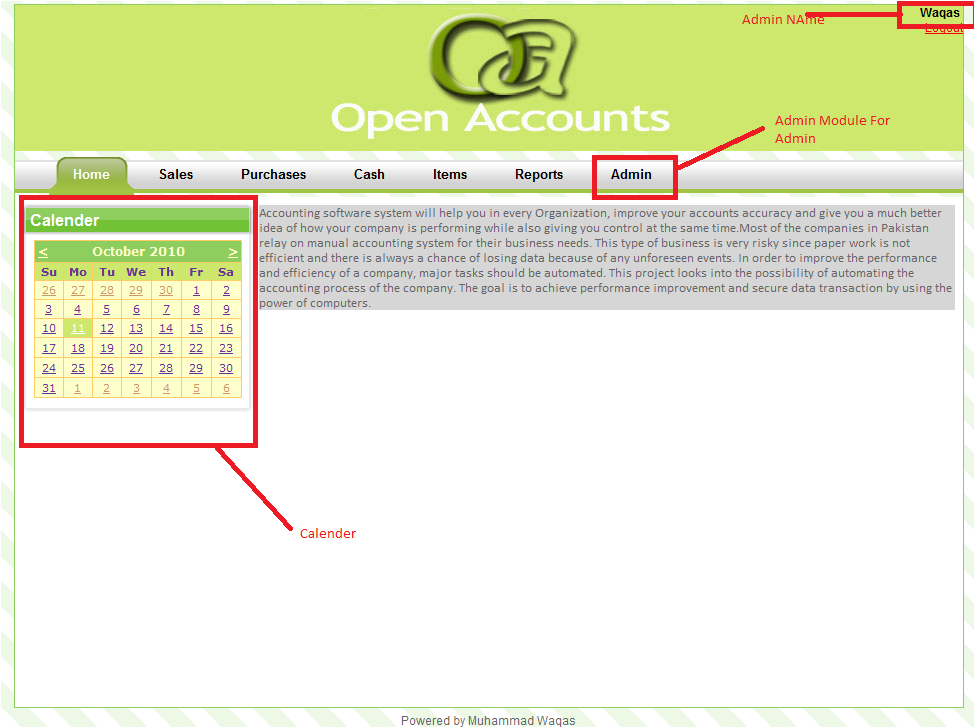 Admin NAme
Waqas
Logout
Oa
Open Accounts
Admin Module For
Admin
Home Sales Purchases Cash Items Reports Admin
Calender
< October 2010 >
Su Mo Tu We Th Fr Sa
26 27 28 29 30 1 2
3 4 5 6 7 8 9
10 11 12 13 14 15 16
17 18 19 20 21 22 23
24 25 26 27 28 29 30
31 1 2 3 4 5 6
Accounting software system will help you in every Organization, improve your accounts accuracy and give you a much better
idea of how your company is performing while also giving you control at the same time.Most of the companies in Pakistan
relay on manual accounting system for their business needs. This type of business is very risky since paper work is not
efficient and there is always a chance of losing data because of any unforeseen events. In order to improve the performance
and efficiency of a company, major tasks should be automated. This project looks into the possibility of automating the
accounting process of the company. The goal is to achieve performance improvement and secure data transaction by using the
power of computers.
Calender
Powered by Muhammad Waqas